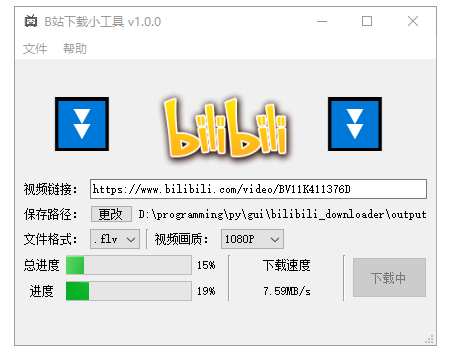 B站下载小工具 v1.0.0
文件 帮助
bilibili
视频链接： https://www.bilibili.com/video/BV11K411376D
保存路径： 更改 D:\programming\py\gui\bilibili_downloader\output
文件格式： .flv 视频画质： 1080P
总进度 15% 下载速度
进度 19% 7.59MB/s
下载中